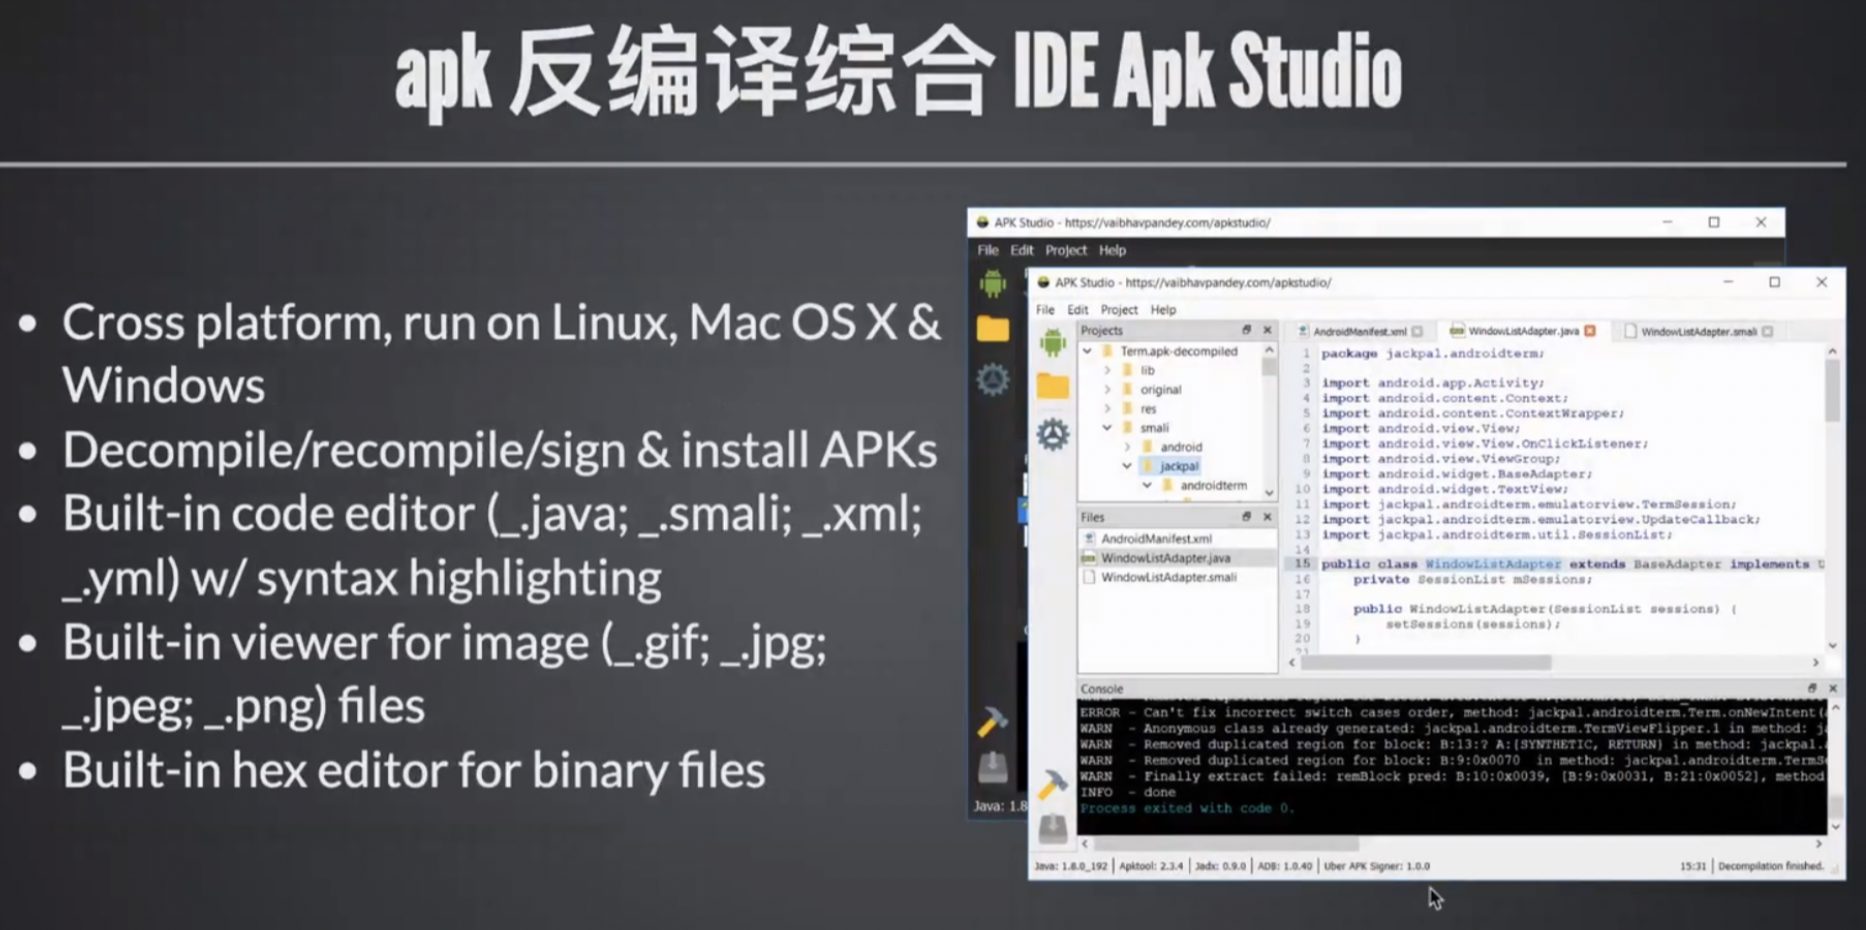 apk 反编译综合 IDE Apk Studio
Cross platform, run on Linux, Mac OS X &
Windows
Decompile/recompile/sign & install APKs
Built-in code editor (_.java; _.smali; _.xml;
_.yml) w/ syntax highlighting
Built-in viewer for image (_.gif; _.jpg;
_.jpeg; _.png) files
Built-in hex editor for binary files
APK Studio - https://vaibhavpandey.com/apkstudio/
File Edit Project Help
Java: 1.8
APK Studio - https://vaibhavpandey.com/apkstudio/
File Edit Project Help
Projects
Term.apk-decompiled
lib
original
res
smali
android
jackpal
androidterm
Files
AndroidManifest.xml
WindowListAdapter.java
WindowListAdapter.smali
AndroidManifest.xml WindowListAdapter.java WindowListAdapter.smali
1 package jackpal.androidterm;
2
3 import android.app.Activity;
4 import android.content.Context;
5 import android.content.ContextWrapper;
6 import android.view.View;
7 import android.view.View.OnClickListener;
8 import android.view.ViewGroup;
9 import android.widget.BaseAdapter;
10 import android.widget.TextView;
11 import jackpal.androidterm.emulatorview.TermSession;
12 import jackpal.androidterm.emulatorview.UpdateCallback;
13 import jackpal.androidterm.util.SessionList;
14
15 public class WindowListAdapter extends BaseAdapter implements U
16 private SessionList mSessions;
17
18 public WindowListAdapter(SessionList sessions) {
19 setSessions(sessions);
20 }
Console
ERROR - Can't fix incorrect switch cases order, method: jackpal.androidterm.Term.onNewIntent(
WARN - Anonymous class already generated: jackpal.androidterm.TermViewFlipper.1 in method: j
WARN - Removed duplicated region for block: B:13:? A:{SYNTHETIC, RETURN} in method: jackpal.
WARN - Removed duplicated region for block: B:9:0x0070 in method: jackpal.androidterm.TermS
WARN - Finally extract failed: remBlock pred: B:10:0x0039, [B:9:0x0031, B:21:0x0052], method
INFO - done
Process exited with code 0.
Java: 1.8.0_192 | Apktool: 2.3.4 | Jadx: 0.9.0 | ADB: 1.0.40 | Uber APK Signer: 1.0.0 15:31 | Decompilation finished.